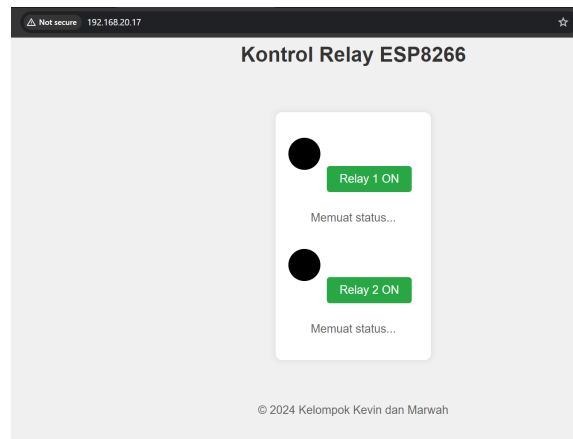 Not secure 192.168.20.17
Kontrol Relay ESP8266
Relay 1 ON
Memuat status...
Relay 2 ON
Memuat status...
© 2024 Kelompok Kevin dan Marwah